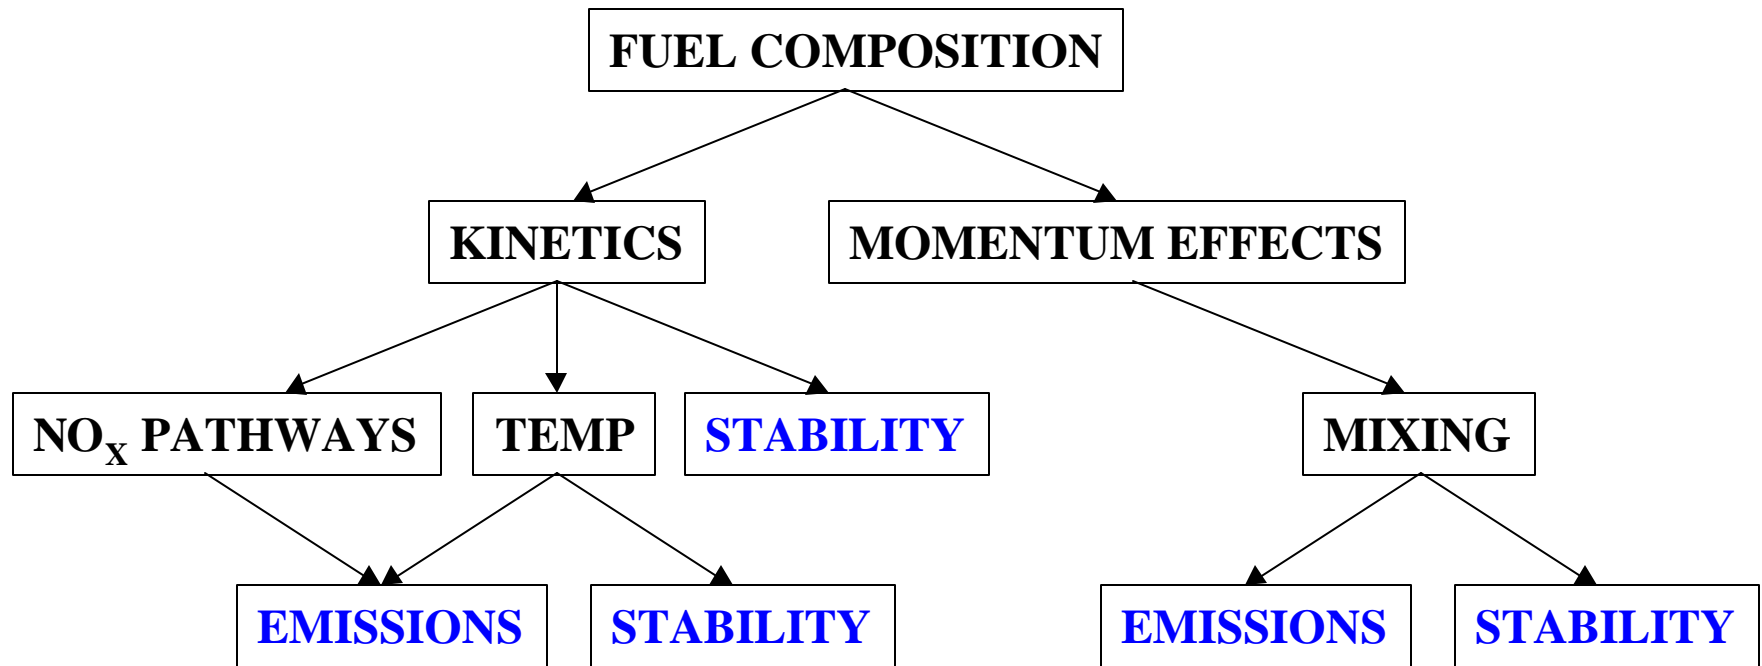 FUEL COMPOSITION
KINETICS
MOMENTUM EFFECTS
NOX PATHWAYS
TEMP
STABILITY
MIXING
EMISSIONS
STABILITY
EMISSIONS
STABILITY